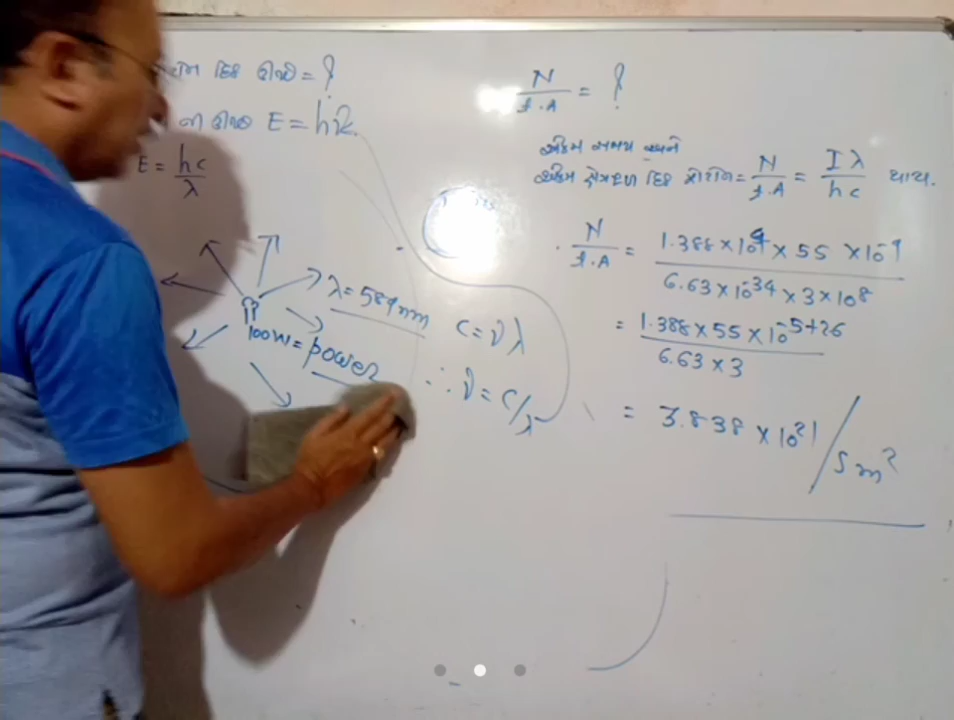 દિઠ ઊર્જા = ?
ની ઊર્જા E = hν
E = hc/λ
λ = 589 nm
100W = power
C = νλ
∴ ν = c/λ
N/t.A = ?
એકમ સમય અને
એકમ ક્ષેત્રફળ દિઠ ફોટોન = N/t.A = Iλ/hc થાય.
N/t.A = 1.388 × 10⁴ × 55 × 10⁻⁹ / 6.63 × 10⁻³⁴ × 3 × 10⁸
= 1.388 × 55 × 10⁻⁵⁺²⁶ / 6.63 × 3
= 3.838 × 10²¹ / s m²